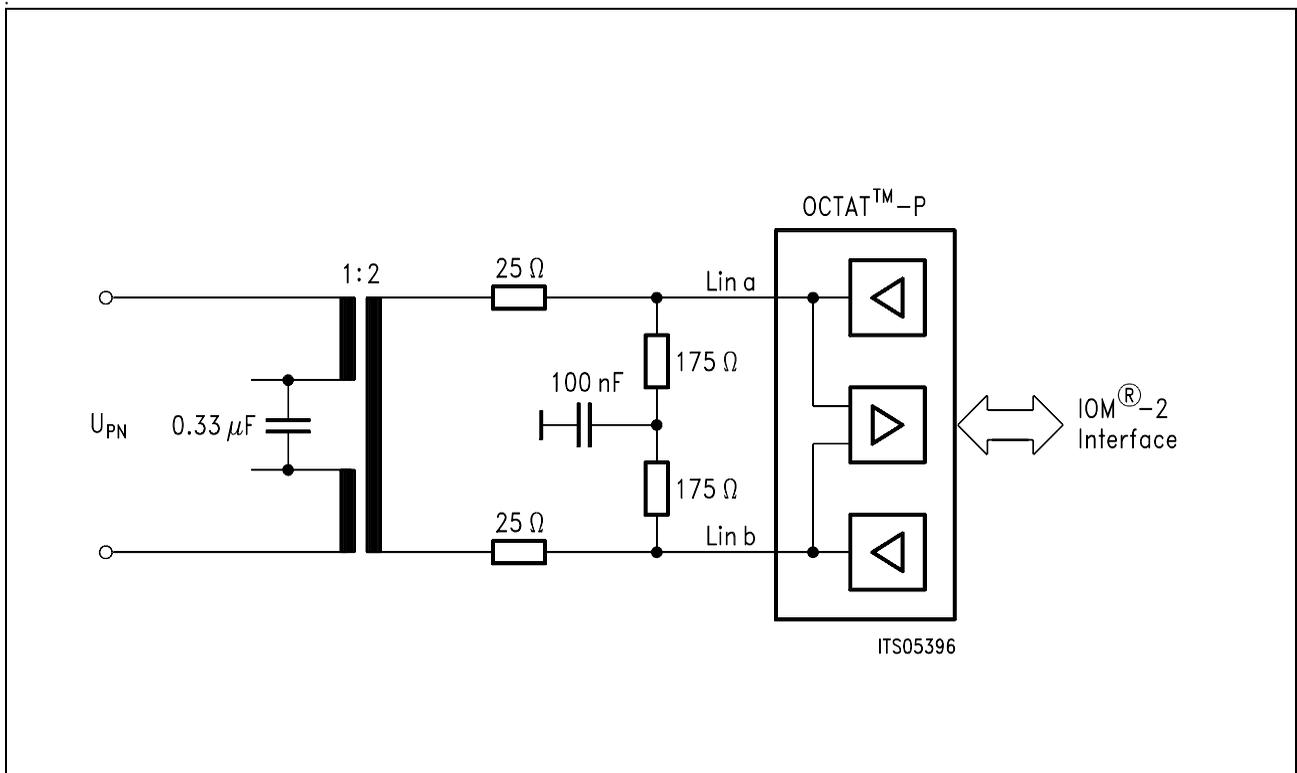 OCTAT™-P
1:2
25 Ω
Lin a
175 Ω
100 nF
U_PN
0.33 μF
IOM®-2
Interface
175 Ω
25 Ω
Lin b
ITS05396